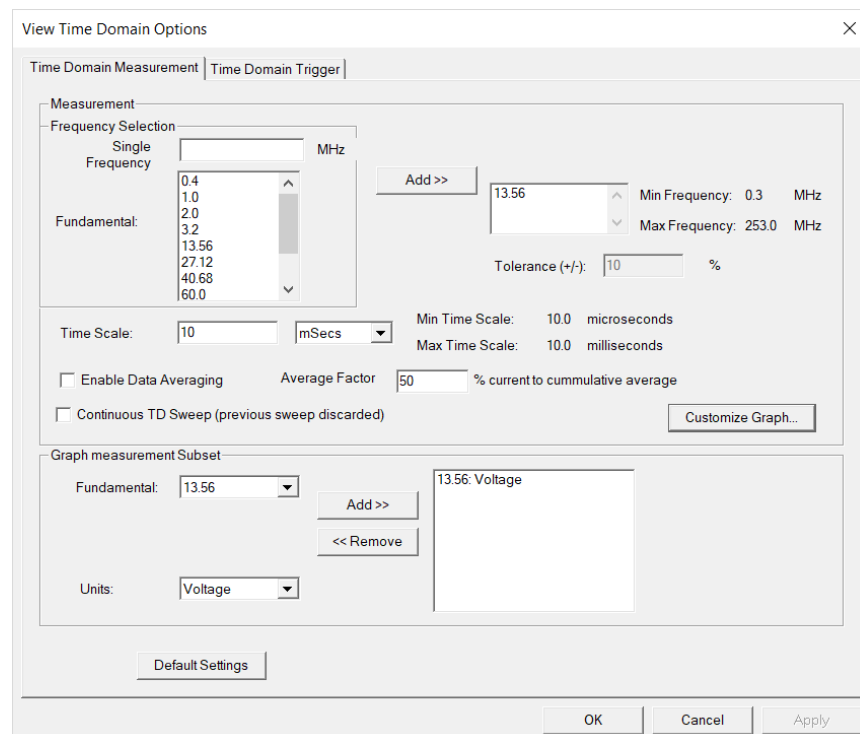 View Time Domain Options
Time Domain Measurement
Time Domain Trigger
Measurement
Frequency Selection
Single Frequency
MHz
Fundamental:
0.4
1.0
2.0
3.2
13.56
27.12
40.68
60.0
Add >>
13.56
Min Frequency: 0.3 MHz
Max Frequency: 253.0 MHz
Tolerance (+/-): 10 %
Time Scale: 10 mSecs
Min Time Scale: 10.0 microseconds
Max Time Scale: 10.0 milliseconds
Enable Data Averaging
Average Factor 50 % current to cummulative average
Continuous TD Sweep (previous sweep discarded)
Customize Graph...
Graph measurement Subset
Fundamental: 13.56
Add >>
<< Remove
13.56: Voltage
Units: Voltage
Default Settings
OK
Cancel
Apply